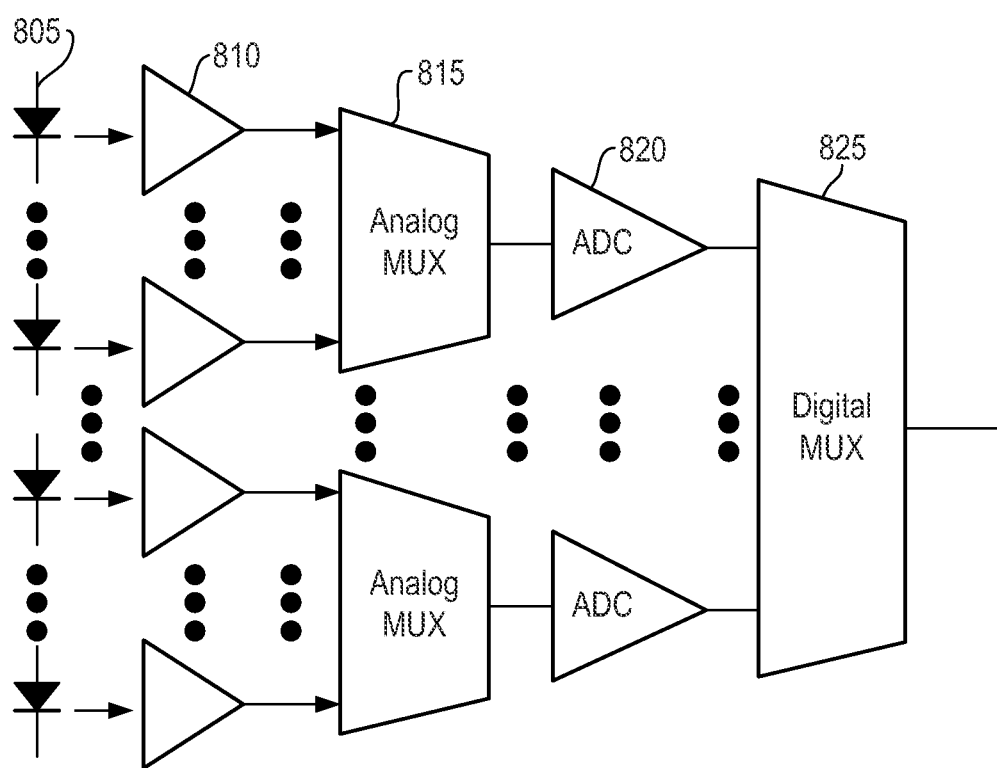 805
810
815
820
825
Analog
MUX
ADC
Digital
MUX
Analog
MUX
ADC